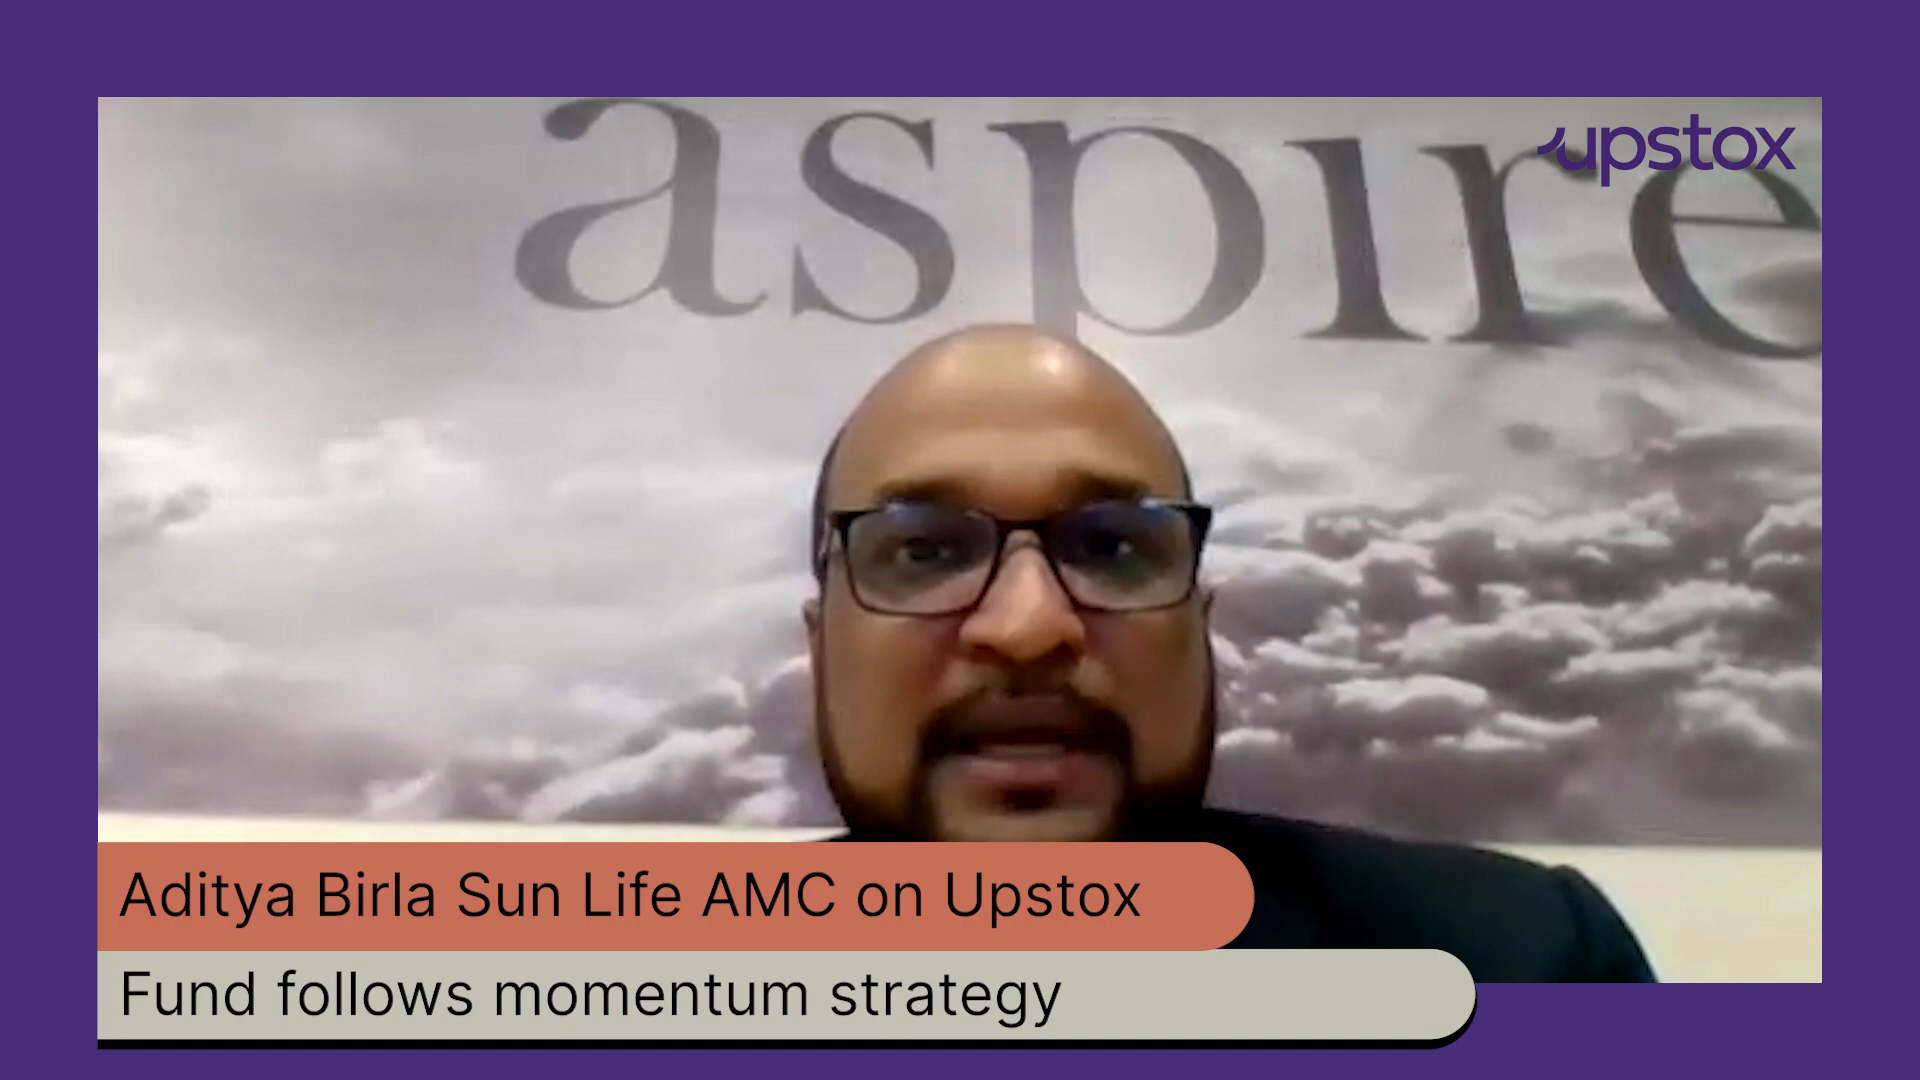 aspire
upstox
Aditya Birla Sun Life AMC on Upstox
Fund follows momentum strategy